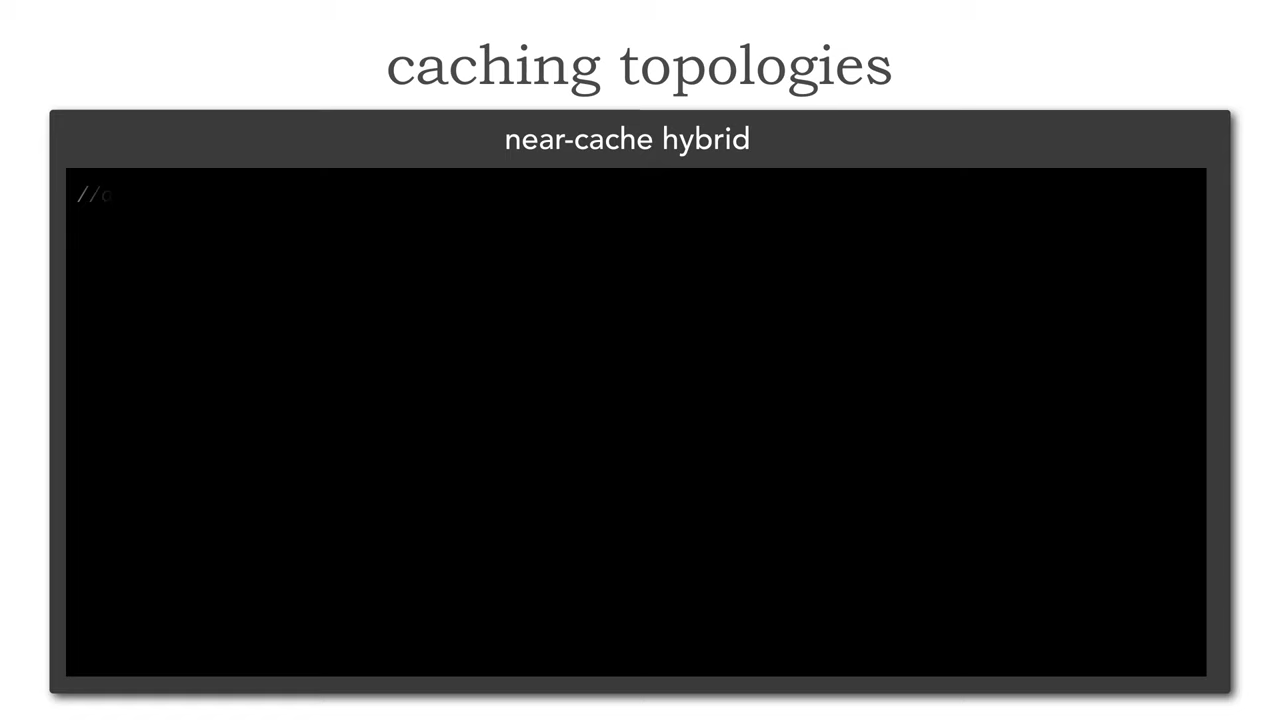 caching topologies
near-cache hybrid
//